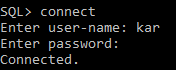 SQL> connect
Enter user-name: kar
Enter password:
Connected.